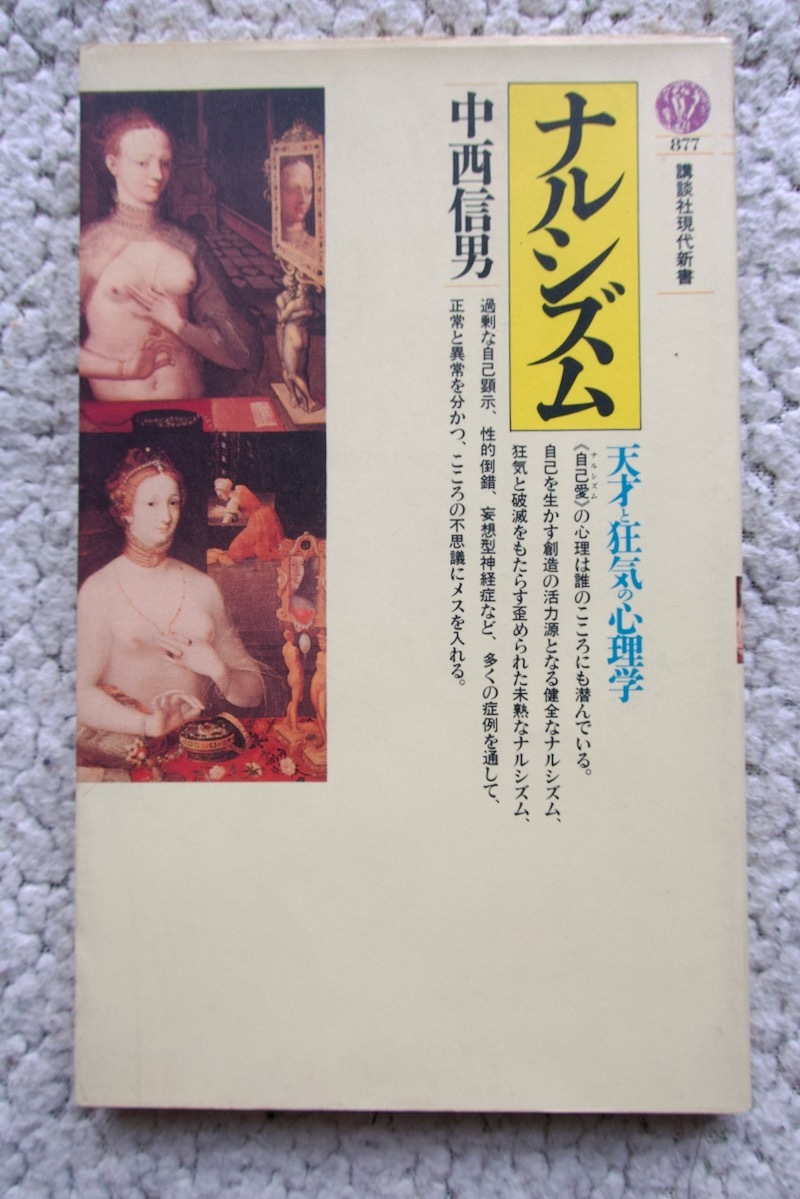 877
講談社現代新書
ナルシズム
天才と狂気の心理学
《自己愛》の心理は誰のこころにも潜んでいる。
ナルシズム
自己を生かす創造の活力源となる健全なナルシズム、
狂気と破滅をもたらす歪められた未熟なナルシズム、
中西信男
過剰な自己顕示、性的倒錯、妄想型神経症など、多くの症例を通して、
正常と異常を分かつ、こころの不思議にメスを入れる。